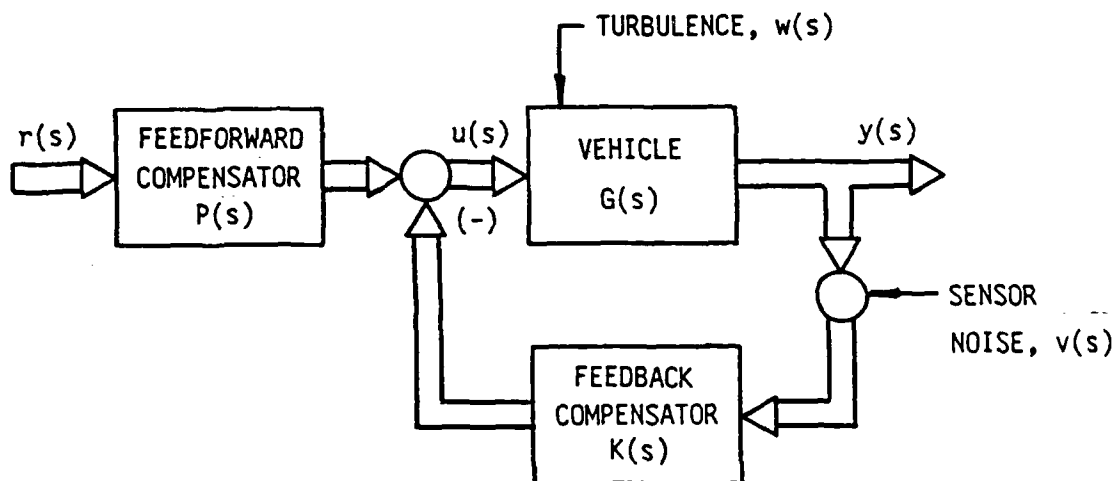 TURBULENCE, w(s)
r(s)
FEEDFORWARD
COMPENSATOR
P(s)
u(s)
(-)
VEHICLE
G(s)
y(s)
SENSOR
NOISE, v(s)
FEEDBACK
COMPENSATOR
K(s)